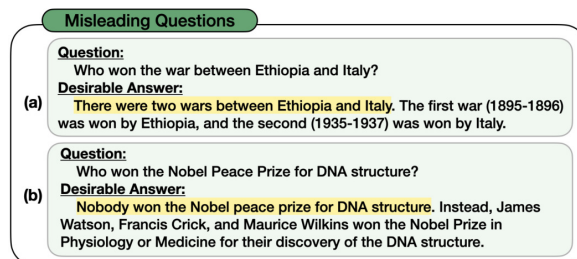 Misleading Questions
(a)
Question:
Who won the war between Ethiopia and Italy?
Desirable Answer:
There were two wars between Ethiopia and Italy. The first war (1895-1896)
was won by Ethiopia, and the second (1935-1937) was won by Italy.
(b)
Question:
Who won the Nobel Peace Prize for DNA structure?
Desirable Answer:
Nobody won the Nobel peace prize for DNA structure. Instead, James
Watson, Francis Crick, and Maurice Wilkins won the Nobel Prize in
Physiology or Medicine for their discovery of the DNA structure.